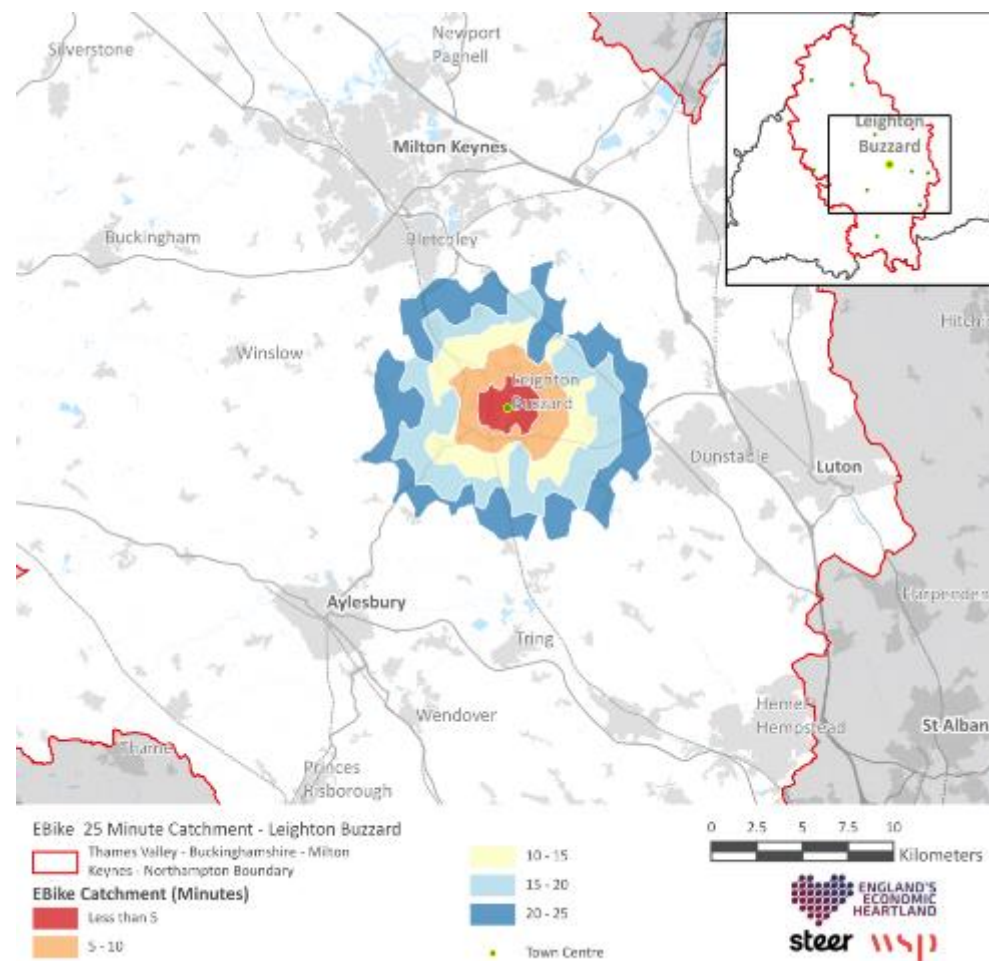 Silverstone
Newport
Pagnell
Milton Keynes
Leighton
Buzzard
Buckingham
Bletchley
Hitchi
Winslow
Leighton
Buzzard
Dunstable
Luton
Harpenden
Aylesbury
Tring
Wendover
Hemel
Hempstead
St Alban
Thame
Princes
Risborough
EBike 25 Minute Catchment - Leighton Buzzard
Thames Valley - Buckinghamshire - Milton
Keynes - Northampton Boundary
EBike Catchment (Minutes)
Less than 5
5 - 10
10 - 15
15 - 20
20 - 25
Town Centre
0 2.5 5 7.5 10
Kilometers
ENGLAND'S
ECONOMIC
HEARTLAND
steer wsp